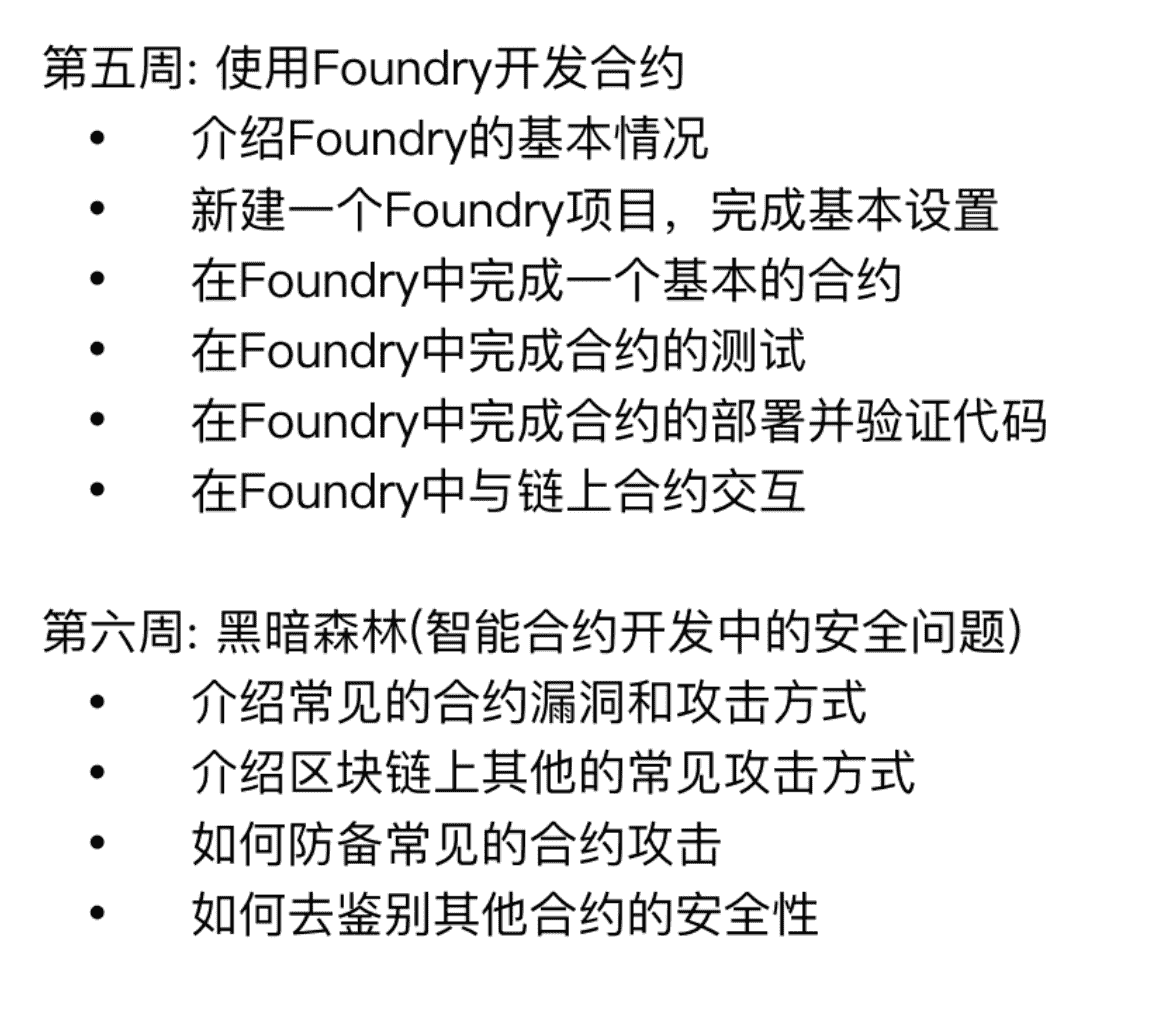 第五周: 使用Foundry开发合约
• 介绍Foundry的基本情况
• 新建一个Foundry项目，完成基本设置
• 在Foundry中完成一个基本的合约
• 在Foundry中完成合约的测试
• 在Foundry中完成合约的部署并验证代码
• 在Foundry中与链上合约交互
第六周: 黑暗森林(智能合约开发中的安全问题)
• 介绍常见的合约漏洞和攻击方式
• 介绍区块链上其他的常见攻击方式
• 如何防备常见的合约攻击
• 如何去鉴别其他合约的安全性